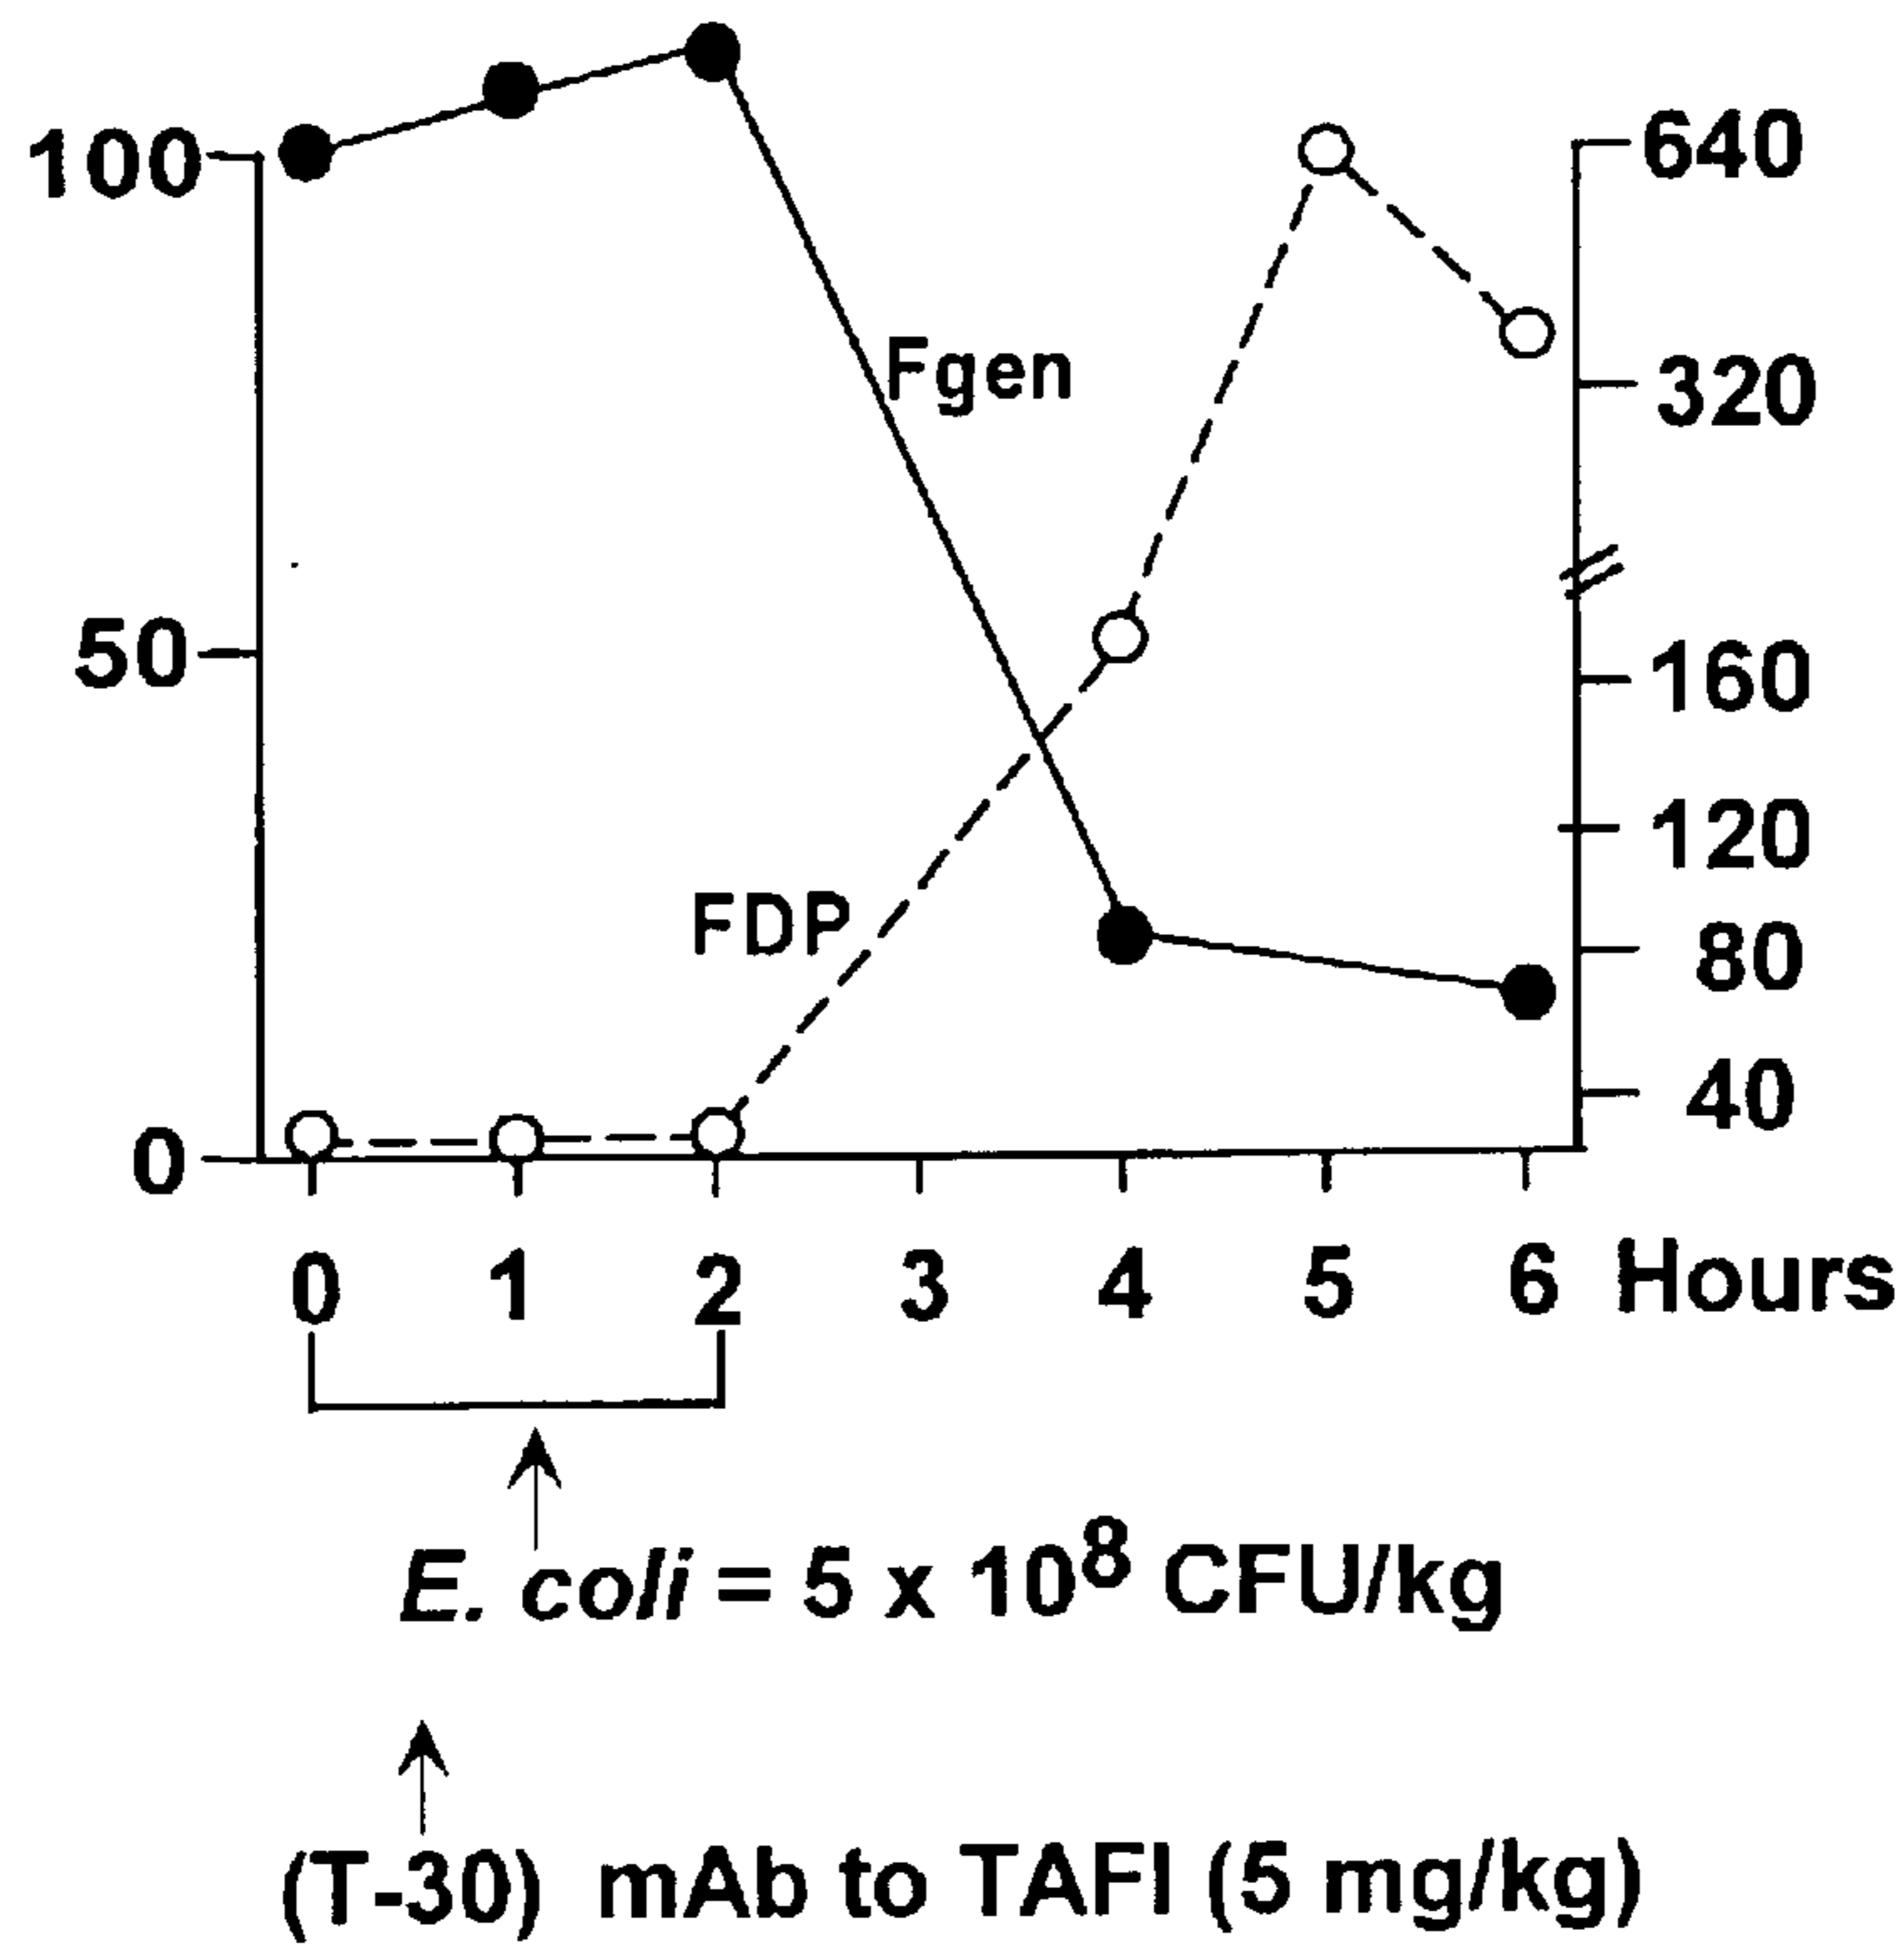 100
640
Fgen
320
50
160
120
FDP
80
40
0
0 1 2 3 4 5 6 Hours
E. coli = 5 x 10⁸ CFU/kg
(T-30) mAb to TAFI (5 mg/kg)